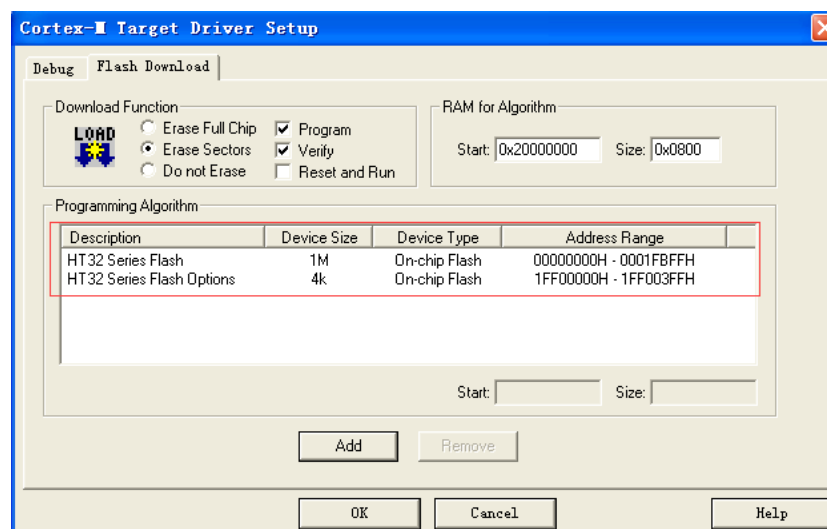 Cortex-M Target Driver Setup
Debug Flash Download
Download Function
LOAD
Erase Full Chip Program
Erase Sectors Verify
Do not Erase Reset and Run
RAM for Algorithm
Start: 0x20000000 Size: 0x0800
Programming Algorithm
Description Device Size Device Type Address Range
HT32 Series Flash 1M On-chip Flash 00000000H - 0001FBFFH
HT32 Series Flash Options 4k On-chip Flash 1FF00000H - 1FF003FFH
Start: Size:
Add Remove
OK Cancel Help